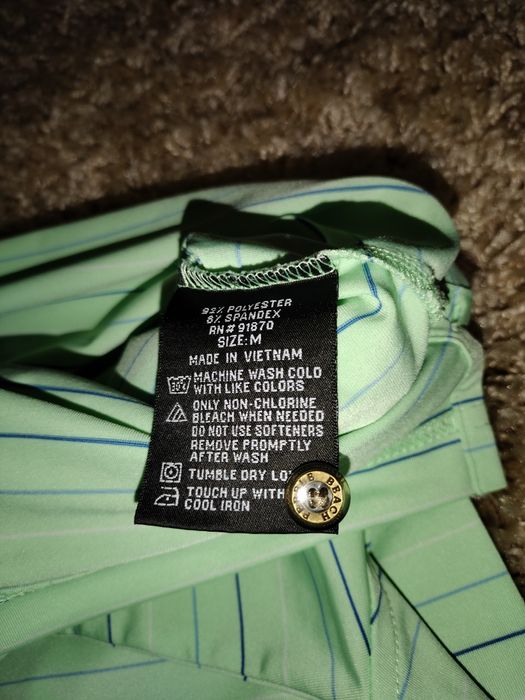 92% POLYESTER
8% SPANDEX
RN# 91870
SIZE: M
MADE IN VIETNAM
MACHINE WASH COLD
WITH LIKE COLORS
ONLY NON-CHLORINE
BLEACH WHEN NEEDED
DO NOT USE SOFTENERS
REMOVE PROMPTLY
AFTER WASH
TUMBLE DRY LO
TOUCH UP WITH
COOL IRON
BEACH